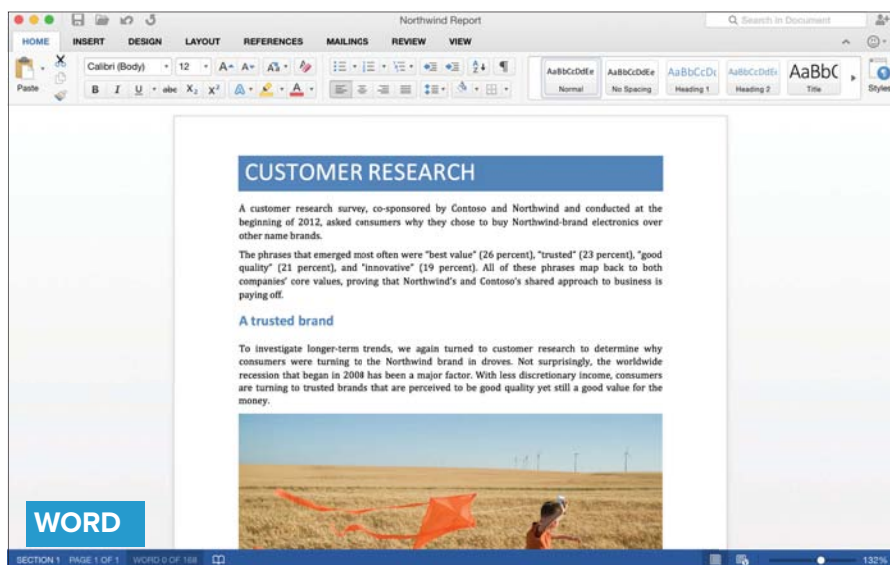 Northwind Report
Search in Document
HOME INSERT DESIGN LAYOUT REFERENCES MAILINGS REVIEW VIEW
Calibri (Body) 12
Paste
B I U abc X₂ X² A A
AaBbCcDdEe AaBbCcDdEe AaBbCcDc AaBbCcDdEe AaBbC
Normal No Spacing Heading 1 Heading 2 Title Styles
CUSTOMER RESEARCH
A customer research survey, co-sponsored by Contoso and Northwind and conducted at the
beginning of 2012, asked consumers why they chose to buy Northwind-brand electronics over
other name brands.
The phrases that emerged most often were "best value" (26 percent), "trusted" (23 percent), "good
quality" (21 percent), and "innovative" (19 percent). All of these phrases map back to both
companies' core values, proving that Northwind's and Contoso's shared approach to business is
paying off.
A trusted brand
To investigate longer-term trends, we again turned to customer research to determine why
consumers were turning to the Northwind brand in droves. Not surprisingly, the worldwide
recession that began in 2008 has been a major factor. With less discretionary income, consumers
are turning to trusted brands that are perceived to be good quality yet still a good value for the
money.
WORD
SECTION 1 PAGE 1 OF 1 WORD 0 OF 168 132%